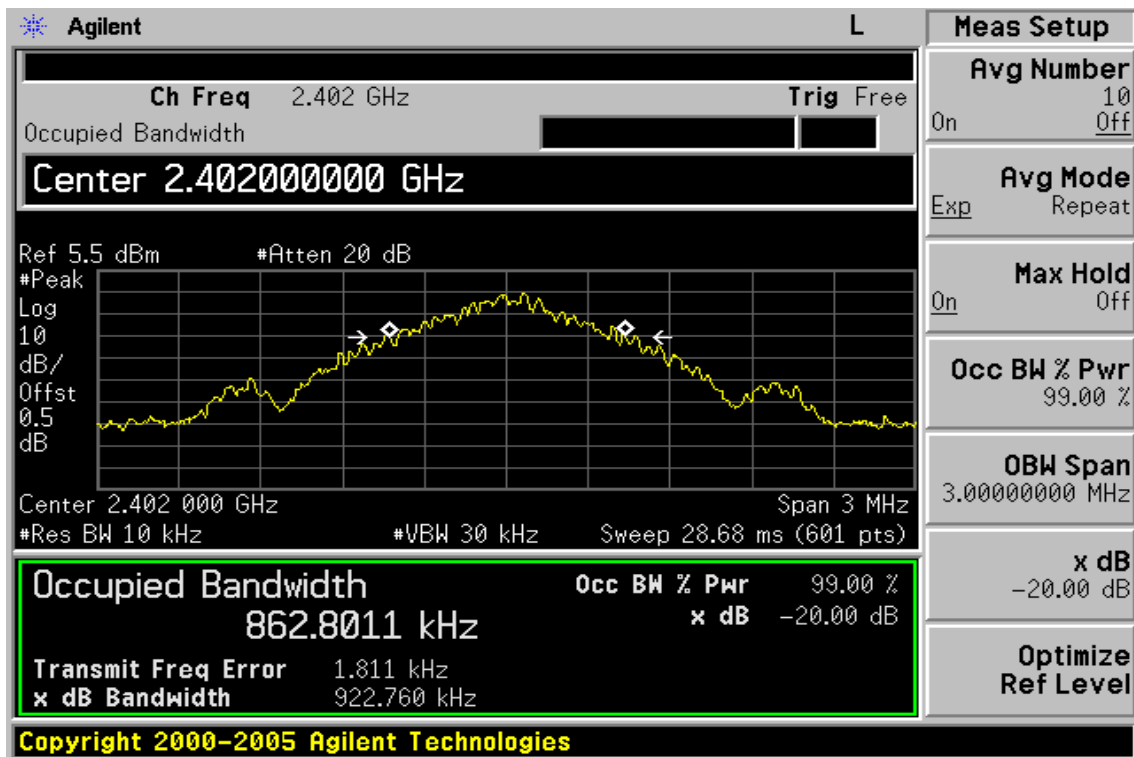 Agilent L Meas Setup
Ch Freq 2.402 GHz Trig Free
Occupied Bandwidth
Center 2.402000000 GHz
Ref 5.5 dBm #Atten 20 dB
#Peak
Log
10
dB/
Offst
0.5
dB
Center 2.402 000 GHz Span 3 MHz
#Res BW 10 kHz #VBW 30 kHz Sweep 28.68 ms (601 pts)
Occupied Bandwidth Occ BW % Pwr 99.00 %
862.8011 kHz x dB -20.00 dB
Transmit Freq Error 1.811 kHz
x dB Bandwidth 922.760 kHz
Avg Number
10
On Off
Avg Mode
Exp Repeat
Max Hold
On Off
Occ BW % Pwr
99.00 %
OBW Span
3.00000000 MHz
x dB
-20.00 dB
Optimize
Ref Level
Copyright 2000-2005 Agilent Technologies